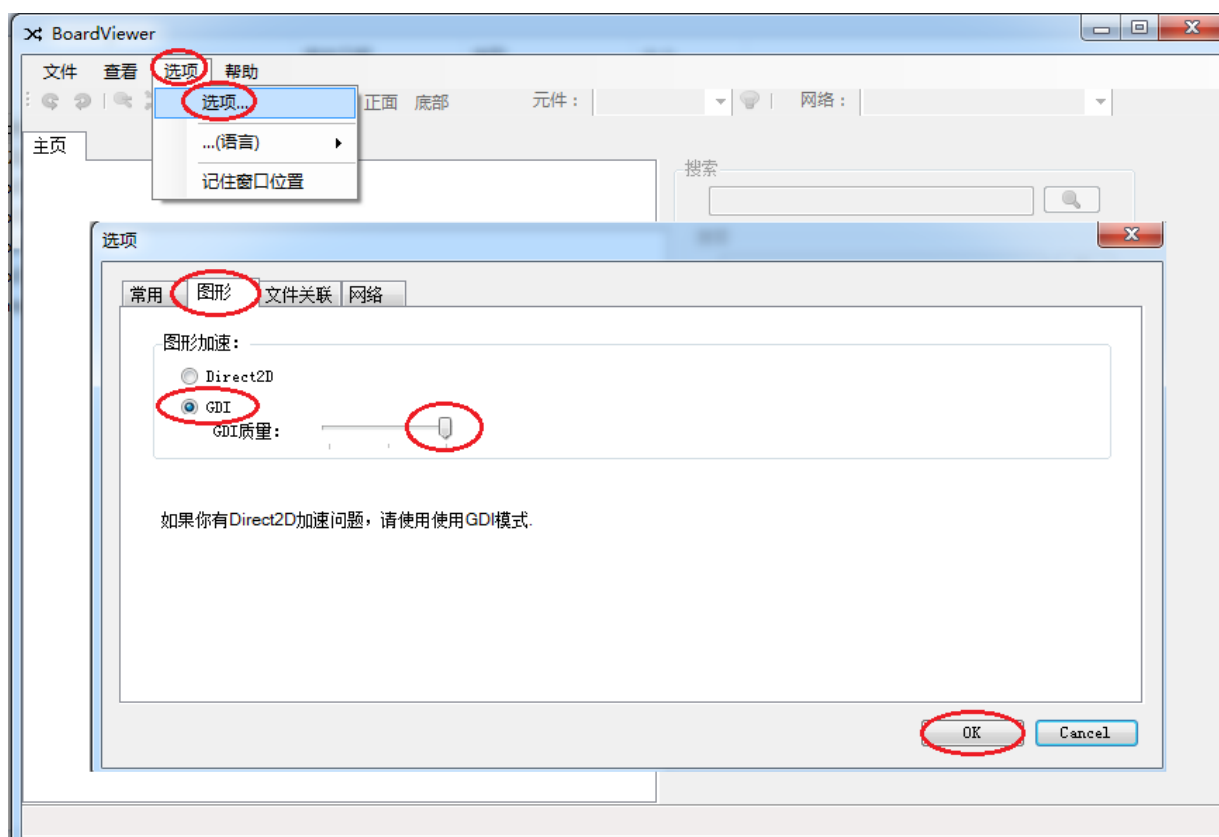 BoardViewer
文件 查看 选项 帮助
选项... 正面 底部 元件： 网络：
...(语言)
主页
记住窗口位置
搜索
选项
常用 图形 文件关联 网络
图形加速：
Direct2D
GDI
GDI质量：
如果你有Direct2D加速问题，请使用使用GDI模式.
OK Cancel